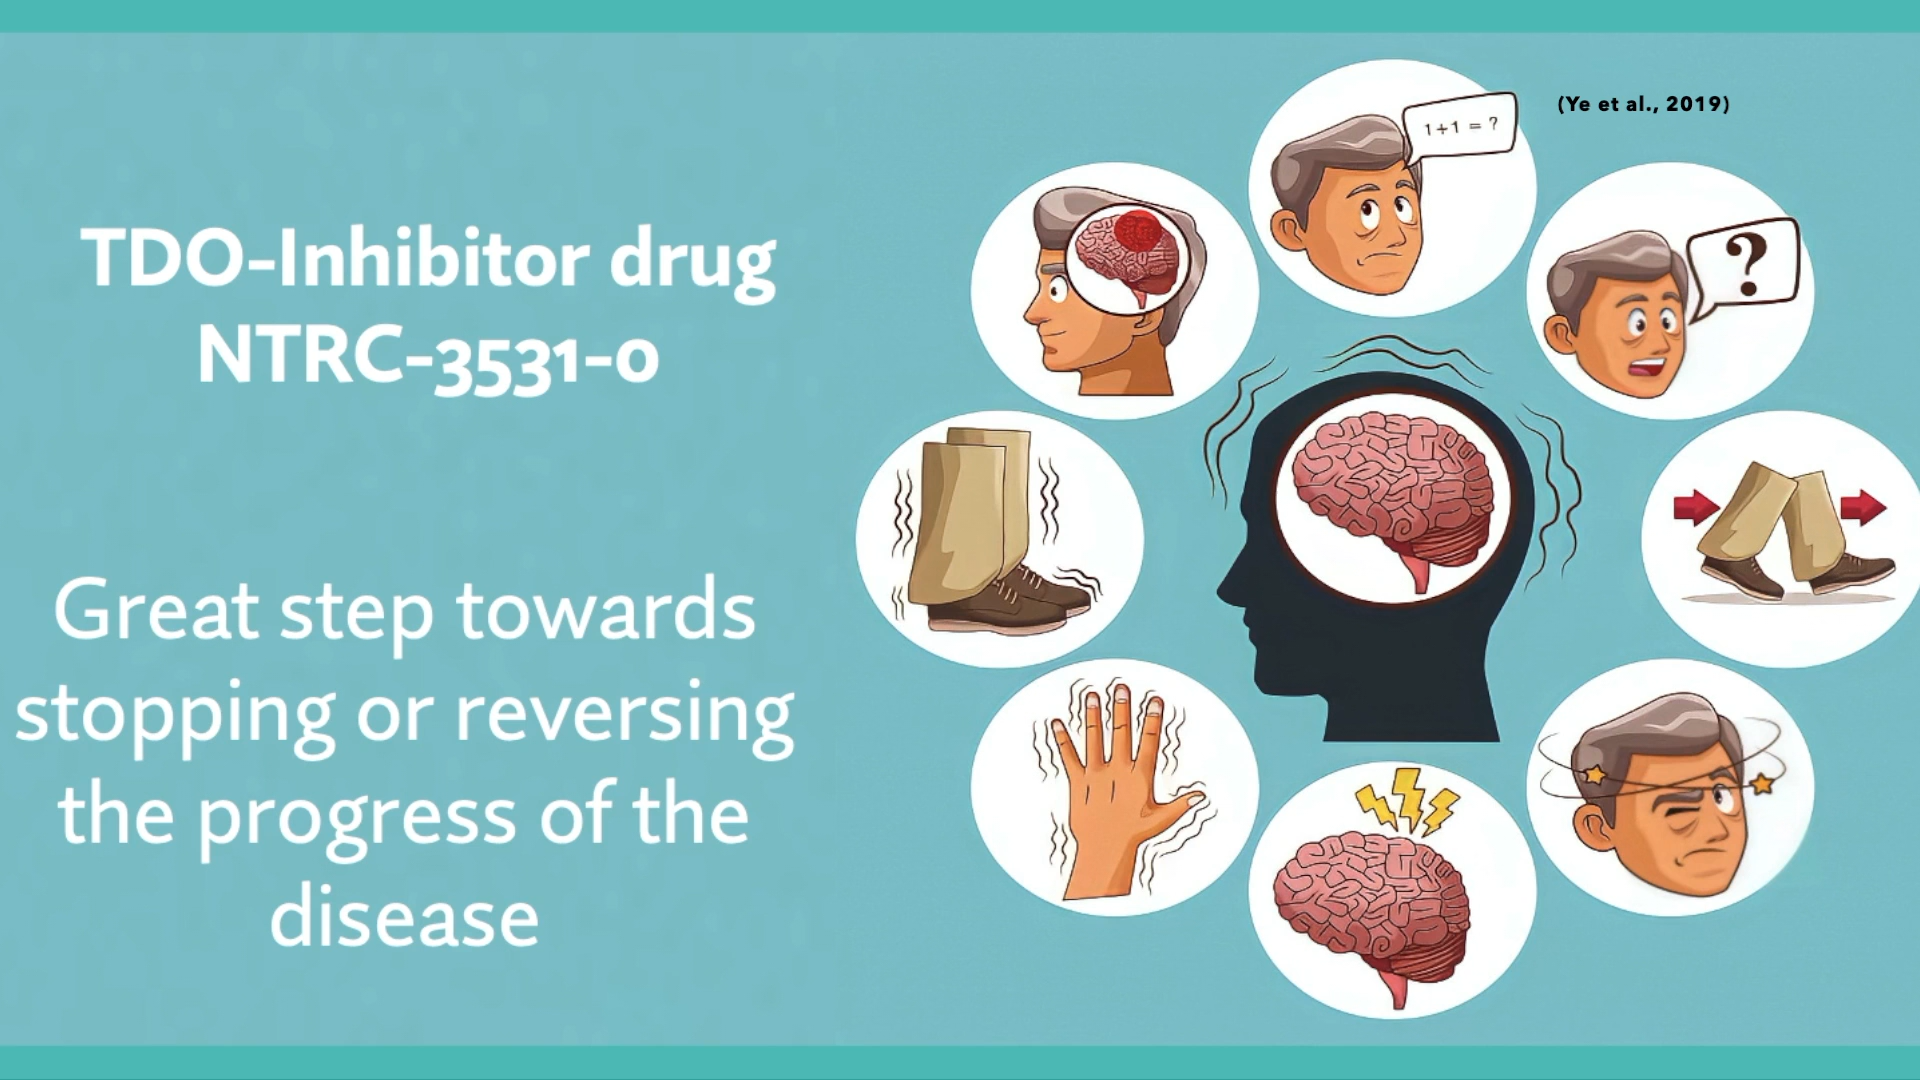 (Ye et al., 2019)
1+1 = ?
?
TDO-Inhibitor drug
NTRC-3531-0
Great step towards
stopping or reversing
the progress of the
disease